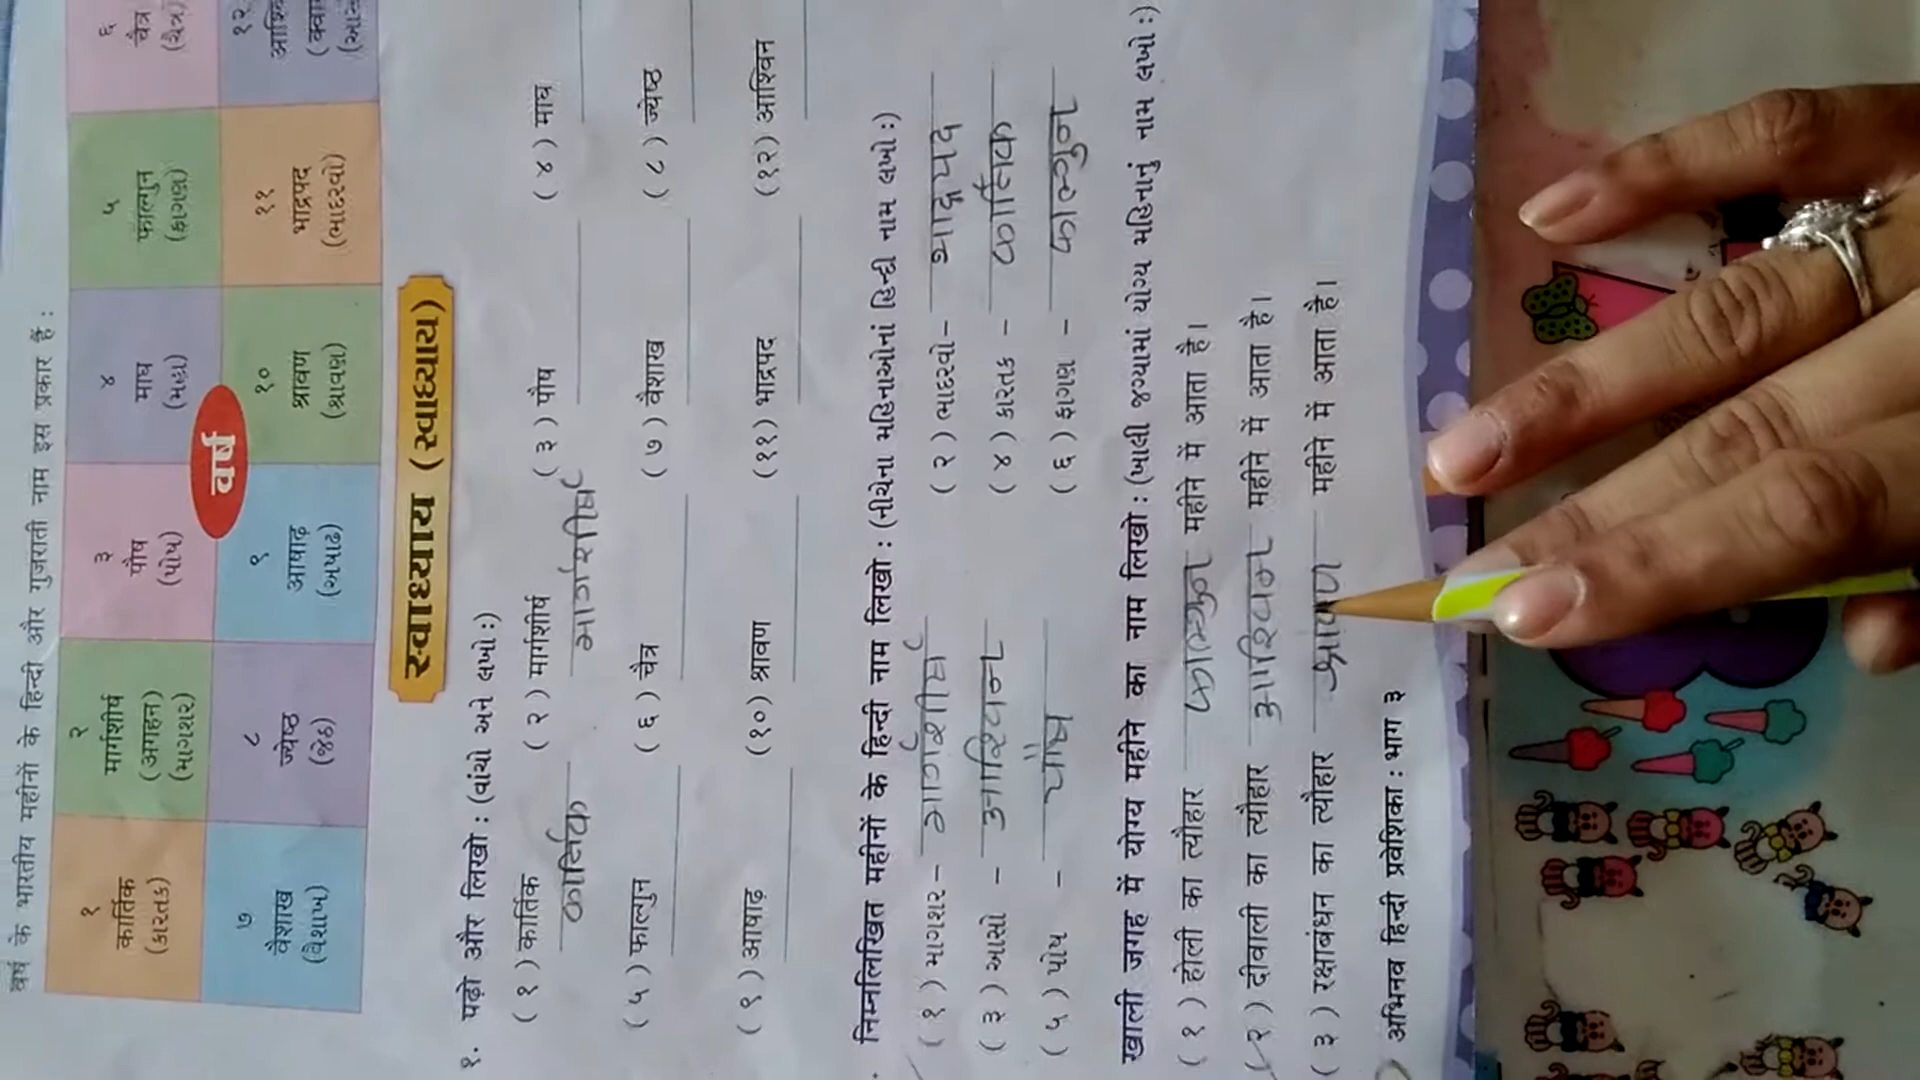 वर्ष के भारतीय महीनों के हिन्दी और गुजराती नाम इस प्रकार हैं :
१ २ ३ ४ ५ ६
कार्तिक मार्गशीर्ष पौष माघ फाल्गुन चैत्र
(કારતક) (अगहन) (પોષ) (મહા) (ફાગણ) (ચૈત્ર)
(માગશર)
वर्ष
७ ८ ९ १० ११ १२
वैशाख ज्येष्ठ आषाढ़ श्रावण भाद्रपद
(વૈશાખ) (જેઠ) (અષાઢ) (શ્રાવણ) (ભાદરવો)
स्वाध्याय (સ્વાધ્યાય)
१. पढ़ो और लिखो : (વાંચો અને લખો :)
( १ ) कार्तिक ( २ ) मार्गशीर्ष ( ३ ) पौष ( ४ ) माघ
कार्तिक मार्गशीर्ष
( ५ ) फाल्गुन ( ६ ) चैत्र ( ७ ) वैशाख ( ८ ) ज्येष्ठ
( ९ ) आषाढ़ (१०) श्रावण (११) भाद्रपद (१२) आश्विन
निम्नलिखित महीनों के हिन्दी नाम लिखो : (નીચેના મહિનાઓનાં હિન્દી નામ લખો :)
( १ ) માગશર – मार्गशीर्ष ( २ ) ભાદરવો – भाद्रपद
( ३ ) આસો – आश्विन ( ४ ) કારતક – कार्तिक
( ५ ) પોષ – पौष ( ६ ) ફાગણ – फाल्गुन
खाली जगह में योग्य महीने का नाम लिखो : (ખાલી જગ્યામાં યોગ્ય મહિનાનું નામ લખો :)
( १ ) होली का त्यौहार फाल्गुन महीने में आता है।
( २ ) दीवाली का त्यौहार आश्विन महीने में आता है।
( ३ ) रक्षाबंधन का त्यौहार श्रावण महीने में आता है।
अभिनव हिन्दी प्रवेशिका : भाग ३